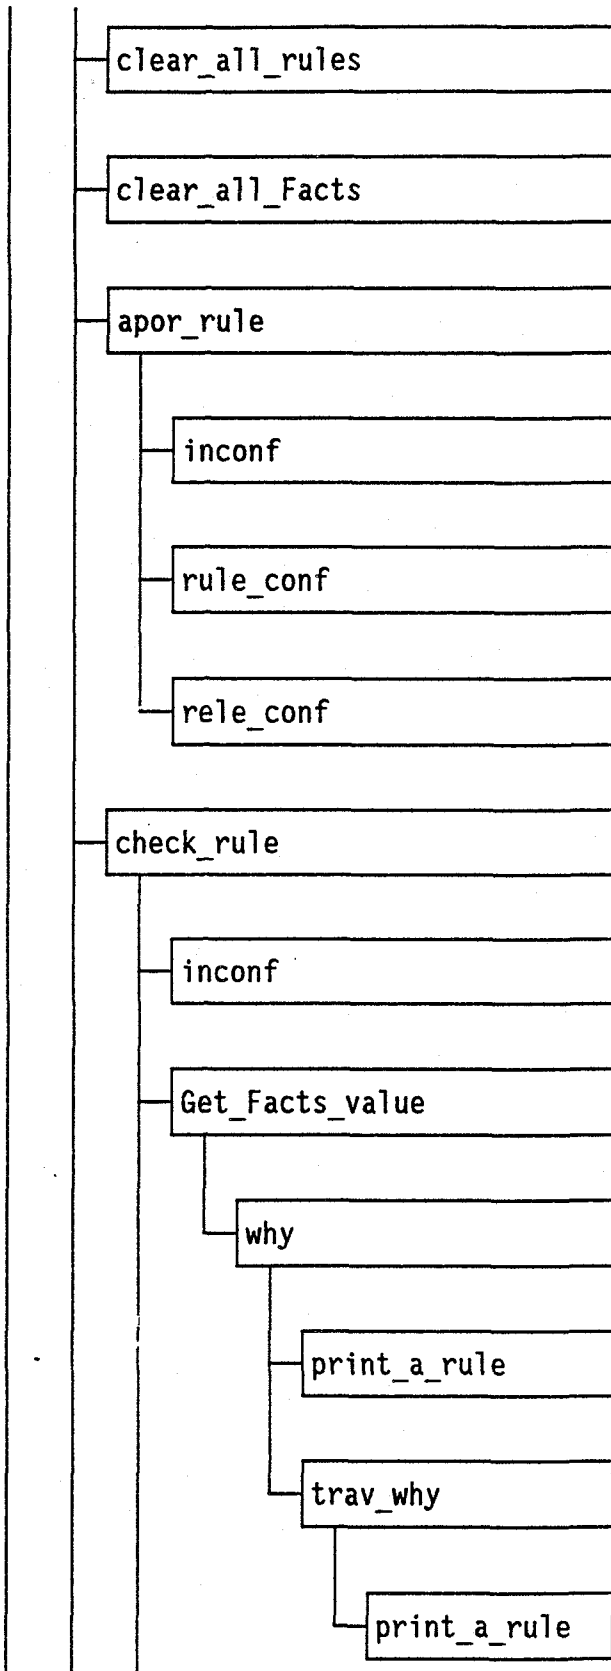 clear_all_rules
clear_all_Facts
apor_rule
inconf
rule_conf
rele_conf
check_rule
inconf
Get_Facts_value
why
print_a_rule
trav_why
print_a_rule